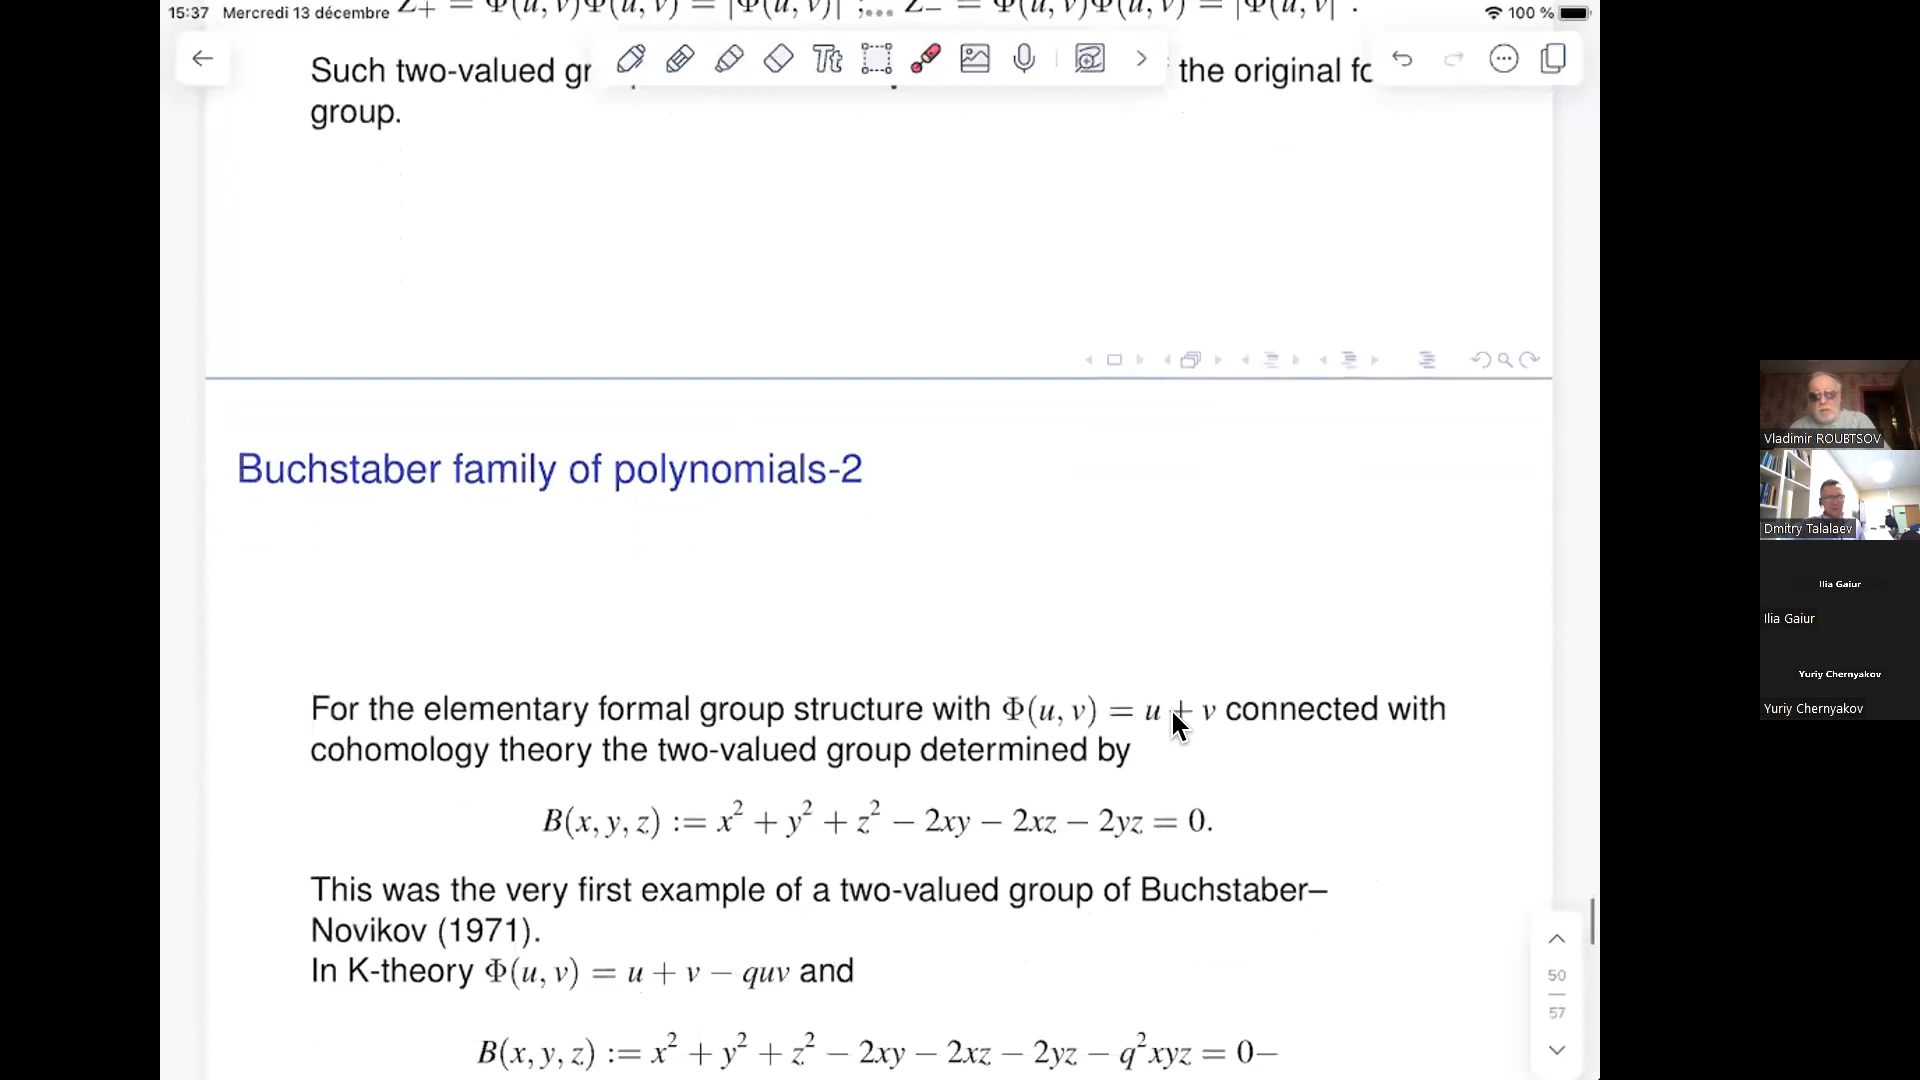 15:37 Mercredi 13 décembre
100 %
Such two-valued gr
the original fo
group.
Buchstaber family of polynomials-2
For the elementary formal group structure with Φ(u, v) = u + v connected with
cohomology theory the two-valued group determined by
B(x, y, z) := x² + y² + z² − 2xy − 2xz − 2yz = 0.
This was the very first example of a two-valued group of Buchstaber–
Novikov (1971).
In K-theory Φ(u, v) = u + v − quv and
B(x, y, z) := x² + y² + z² − 2xy − 2xz − 2yz − q²xyz = 0−
Tt
50
57
Vladimir ROUBTSOV
Dmitry Talalaev
Ilia Gaiur
Ilia Gaiur
Yuriy Chernyakov
Yuriy Chernyakov